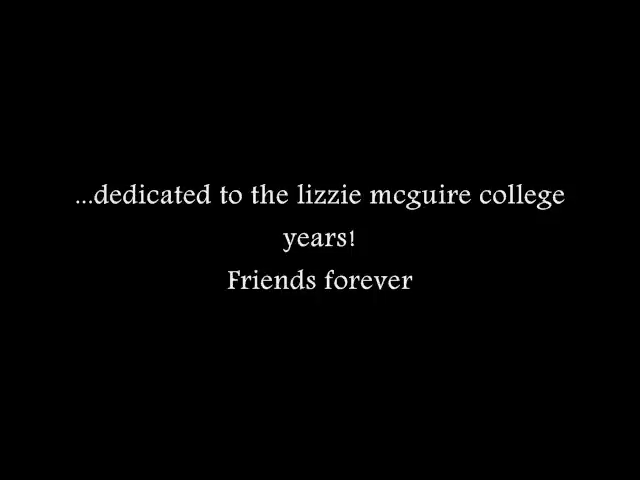 ...dedicated to the lizzie mcguire college
years!
Friends forever